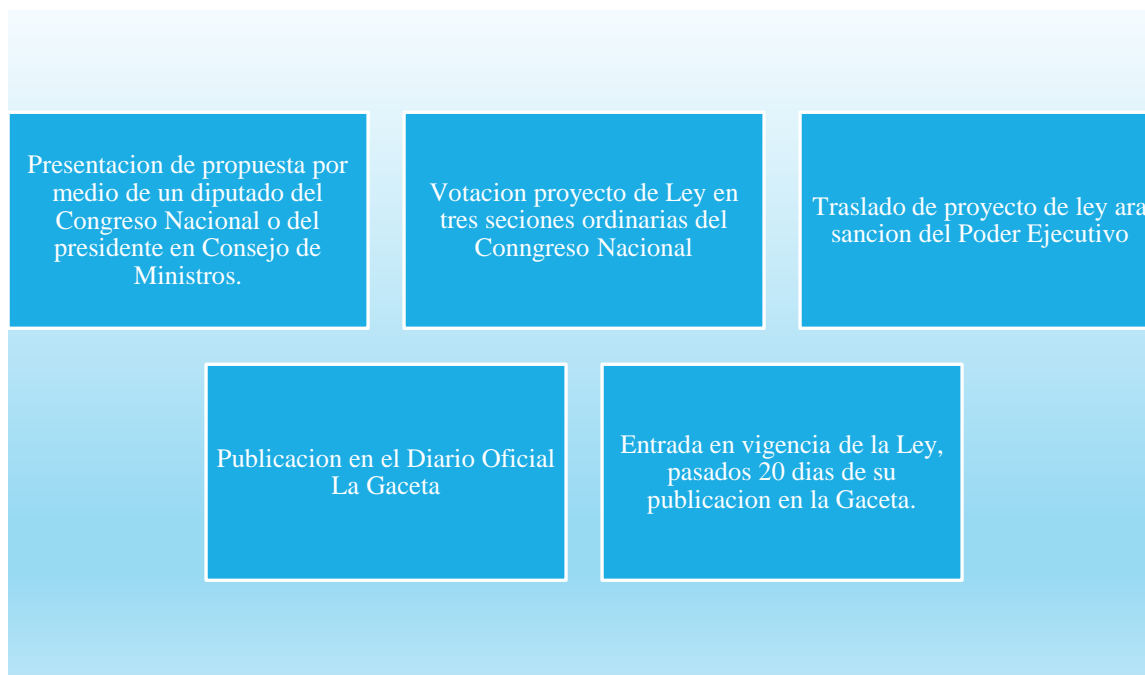 Presentacion de propuesta por
medio de un diputado del
Congreso Nacional o del
presidente en Consejo de
Ministros.
Votacion proyecto de Ley en
tres seciones ordinarias del
Conngreso Nacional
Traslado de proyecto de ley ara
sancion del Poder Ejecutivo
Publicacion en el Diario Oficial
La Gaceta
Entrada en vigencia de la Ley,
pasados 20 dias de su
publicacion en la Gaceta.